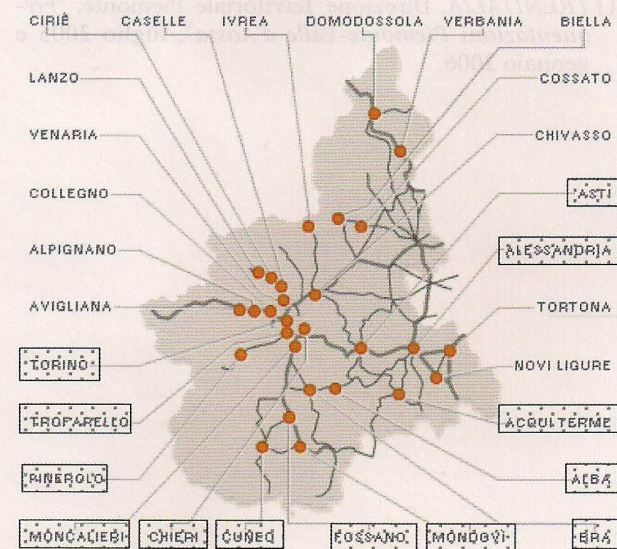 CIRIÈ CASELLE IVREA DOMODOSSOLA VERBANIA BIELLA
LANZO COSSATO
VENARIA CHIVASSO
COLLEGNO ASTI
ALPIGNANO ALESSANDRIA
AVIGLIANA TORTONA
TORINO NOVI LIGURE
TROFARELLO ACQUI TERME
PINEROLO ALBA
MONCALIERI CHIERI CUNEO FOSSANO MONDOVÌ BRA